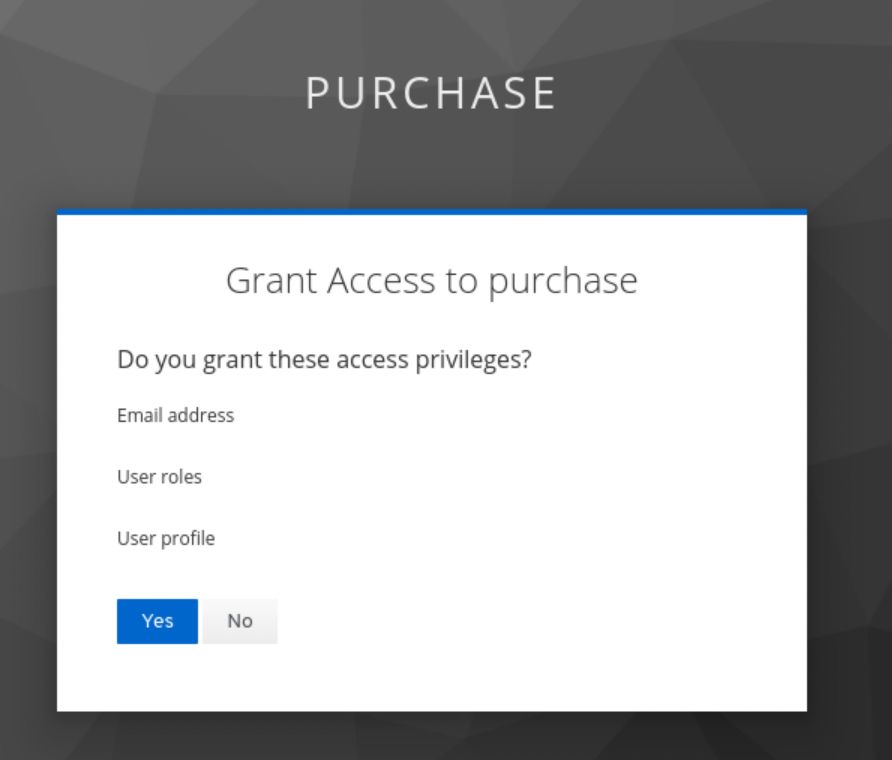 PURCHASE
Grant Access to purchase
Do you grant these access privileges?
Email address
User roles
User profile
Yes No